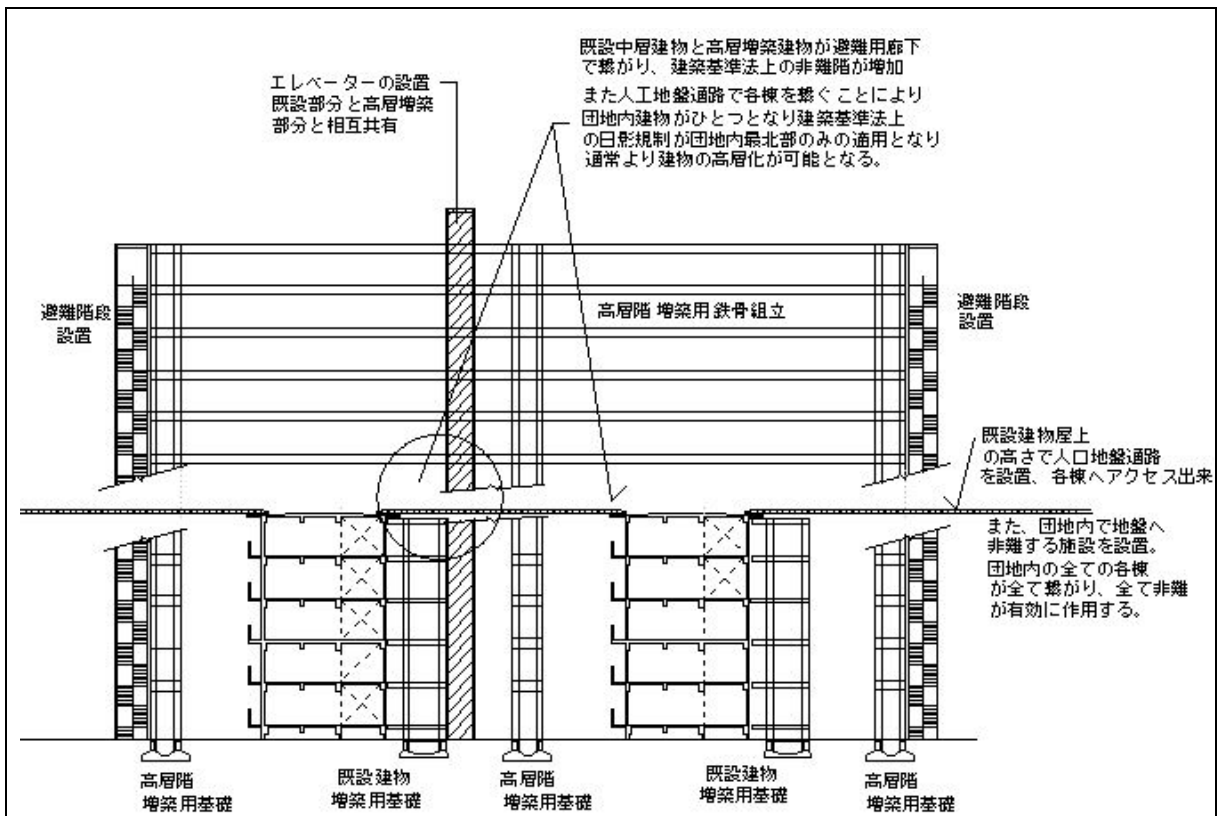 既設中層建物と高層増築建物が避難用廊下
で繋がり、建築基準法上の非難階が増加
また人工地盤通路で各棟を繋ぐことにより
団地内建物がひとつとなり建築基準法上
の日影規制が団地内最北部のみの適用となり
通常より建物の高層化が可能となる。
エレベーターの設置
既設部分と高層増築
部分と相互共有
避難階段
設置
高層階 増築用 鉄骨組立
避難階段
設置
既設建物屋上
の高さで人口地盤通路
を設置、各棟へアクセス出来
また、団地内で地盤へ
非難する施設を設置。
団地内の全ての各棟
が全て繋がり、全て非難
が有効に作用する。
高層階
増築用基礎
既設建物
増築用基礎
高層階
増築用基礎
既設建物
増築用基礎
高層階
増築用基礎